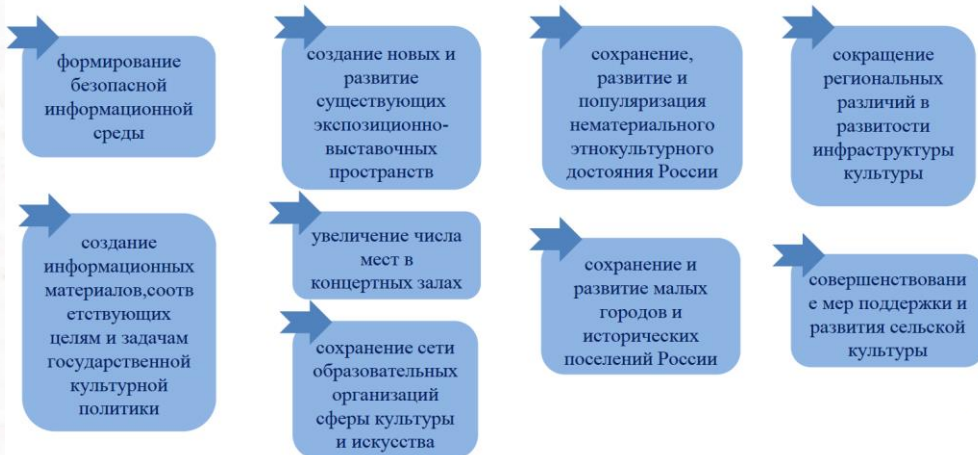 формирование
безопасной
информационной
среды
создание
информационных
материалов,соотв
етствующих
целям и задачам
государственной
культурной
политики
создание новых и
развитие
существующих
экспозиционно-
выставочных
пространств
увеличение числа
мест в
концертных залах
сохранение сети
образовательных
организаций
сферы культуры
и искусства
сохранение,
развитие и
популяризация
нематериального
этнокультурного
достояния России
сохранение и
развитие малых
городов и
исторических
поселений России
сокращение
региональных
различий в
развитости
инфраструктуры
культуры
совершенствовани
е мер поддержки и
развития сельской
культуры